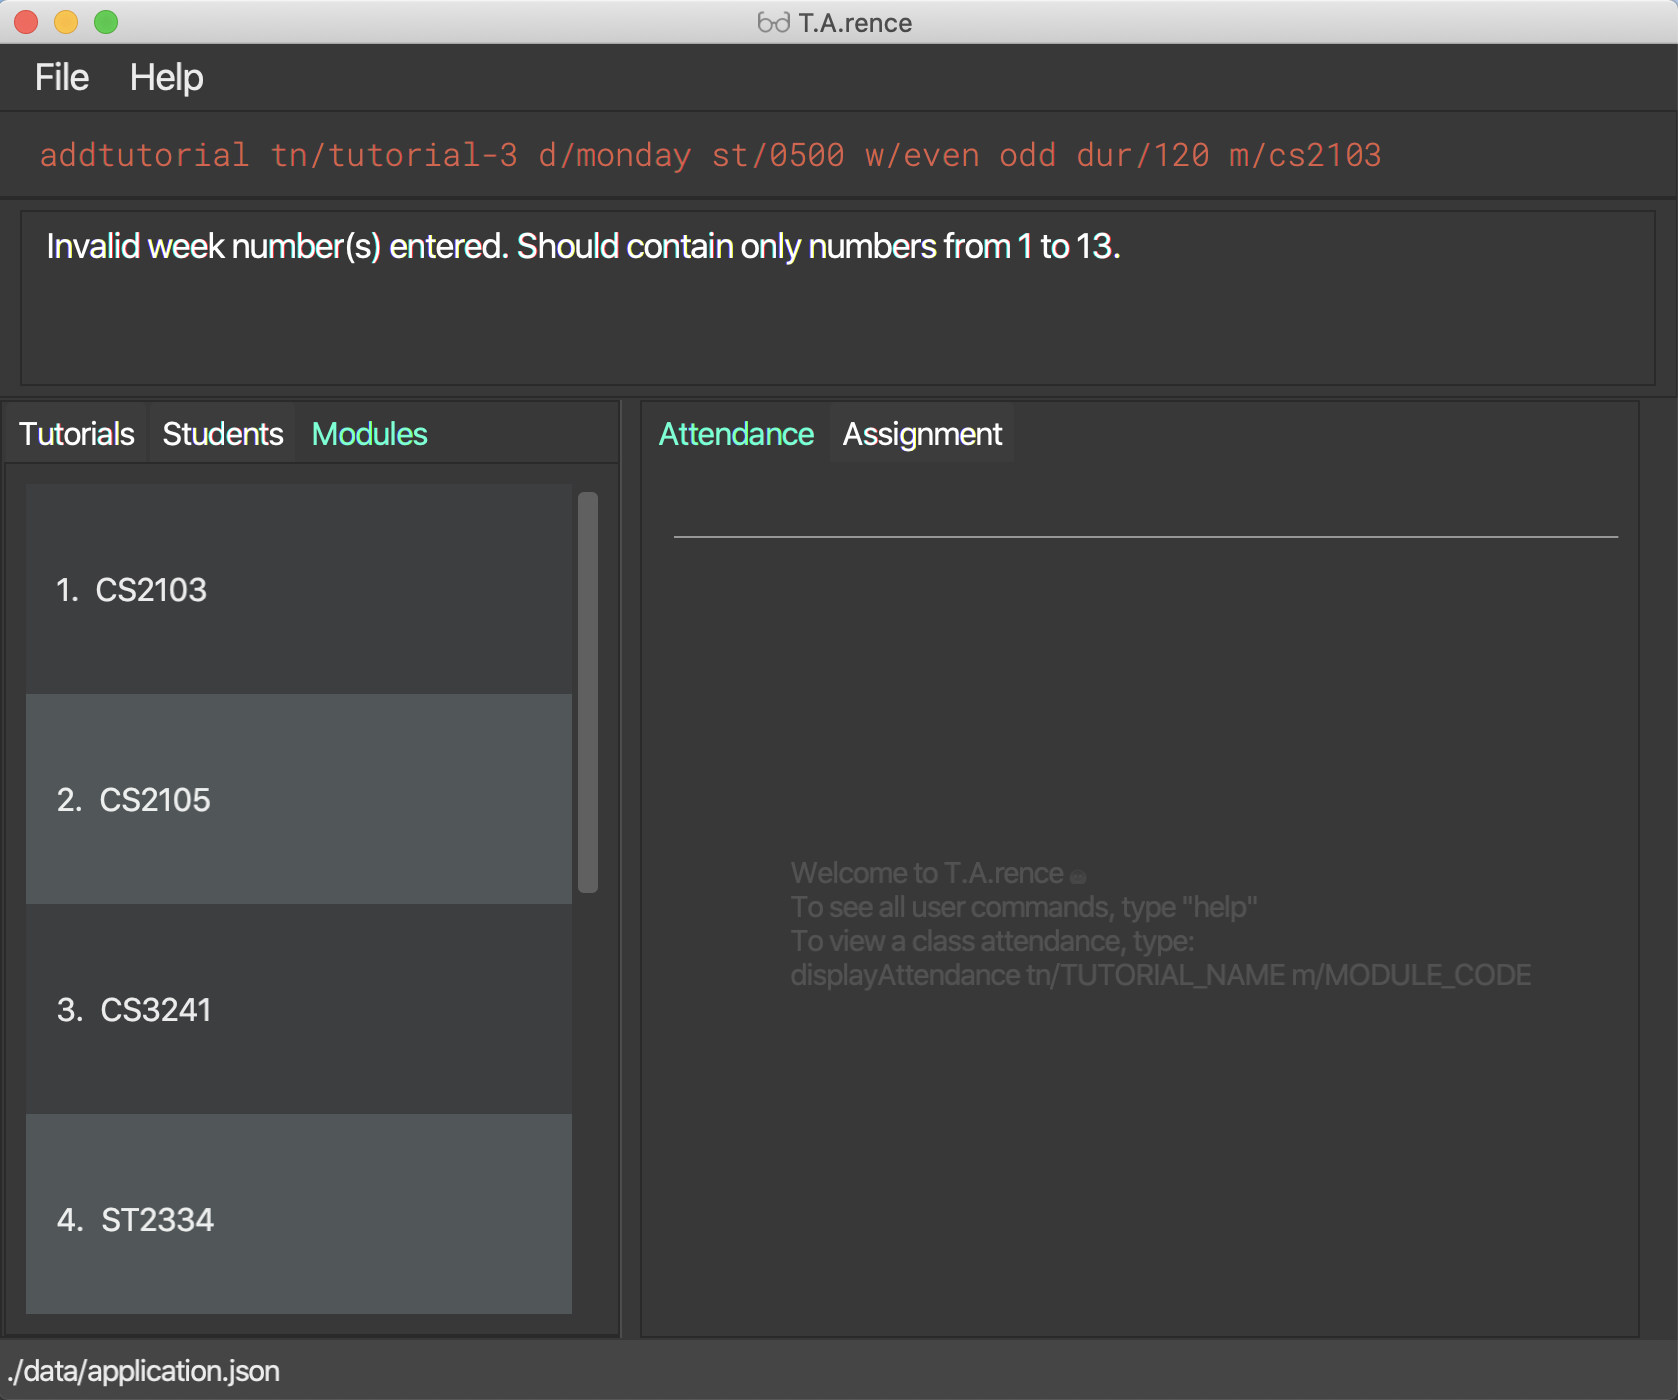 T.A.rence
File Help
addtutorial tn/tutorial-3 d/monday st/0500 w/even odd dur/120 m/cs2103
Invalid week number(s) entered. Should contain only numbers from 1 to 13.
Tutorials Students Modules
Attendance Assignment
1. CS2103
2. CS2105
3. CS3241
4. ST2334
Welcome to T.A.rence
To see all user commands, type "help"
To view a class attendance, type:
displayAttendance tn/TUTORIAL_NAME m/MODULE_CODE
./data/application.json